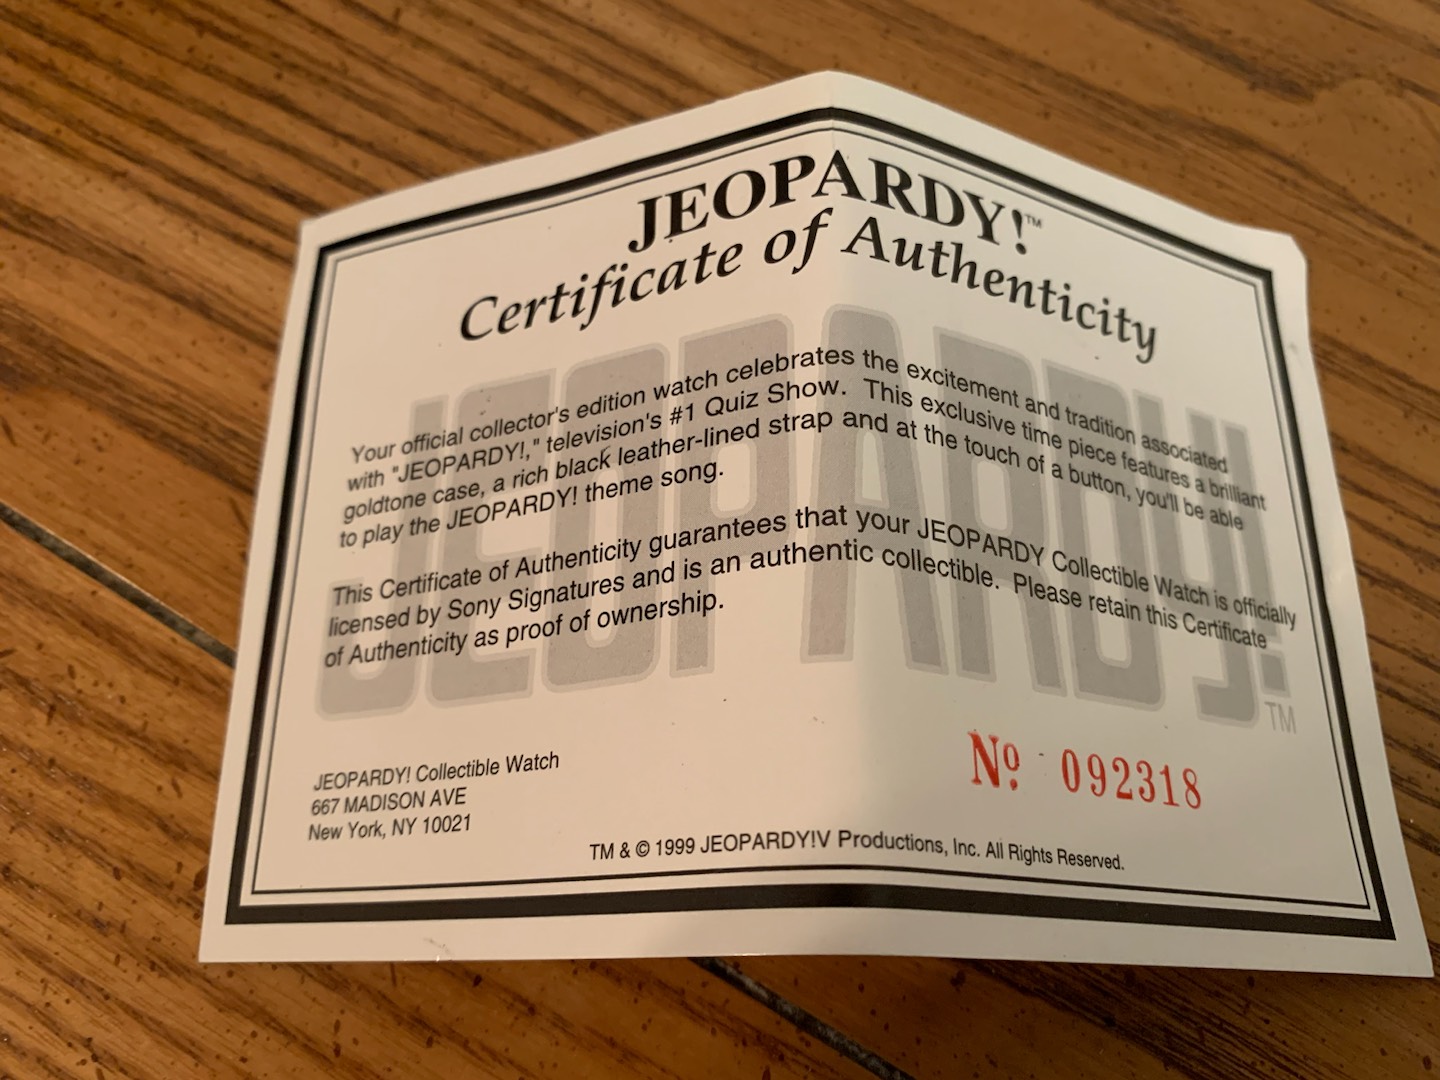 JEOPARDY!™
Certificate of Authenticity
JEOPARDY!™
Your official collector's edition watch celebrates the excitement and tradition associated
with "JEOPARDY!," television's #1 Quiz Show. This exclusive time piece features a brilliant
goldtone case, a rich black leather-lined strap and at the touch of a button, you'll be able
to play the JEOPARDY! theme song.
This Certificate of Authenticity guarantees that your JEOPARDY Collectible Watch is officially
licensed by Sony Signatures and is an authentic collectible. Please retain this Certificate
of Authenticity as proof of ownership.
JEOPARDY! Collectible Watch
667 MADISON AVE
New York, NY 10021
Nº 092318
TM & © 1999 JEOPARDY!V Productions, Inc. All Rights Reserved.